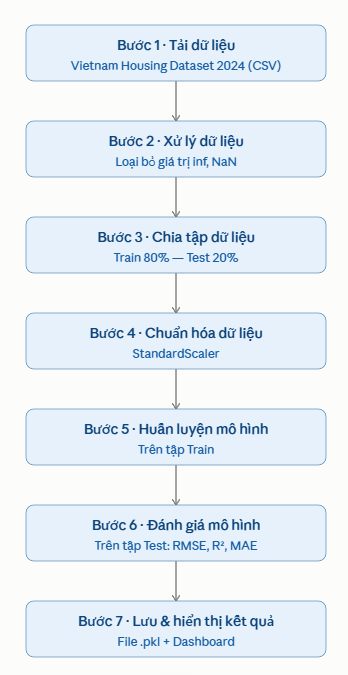 Bước 1 · Tải dữ liệu
Vietnam Housing Dataset 2024 (CSV)
Bước 2 · Xử lý dữ liệu
Loại bỏ giá trị inf, NaN
Bước 3 · Chia tập dữ liệu
Train 80% — Test 20%
Bước 4 · Chuẩn hóa dữ liệu
StandardScaler
Bước 5 · Huấn luyện mô hình
Trên tập Train
Bước 6 · Đánh giá mô hình
Trên tập Test: RMSE, R², MAE
Bước 7 · Lưu & hiển thị kết quả
File .pkl + Dashboard